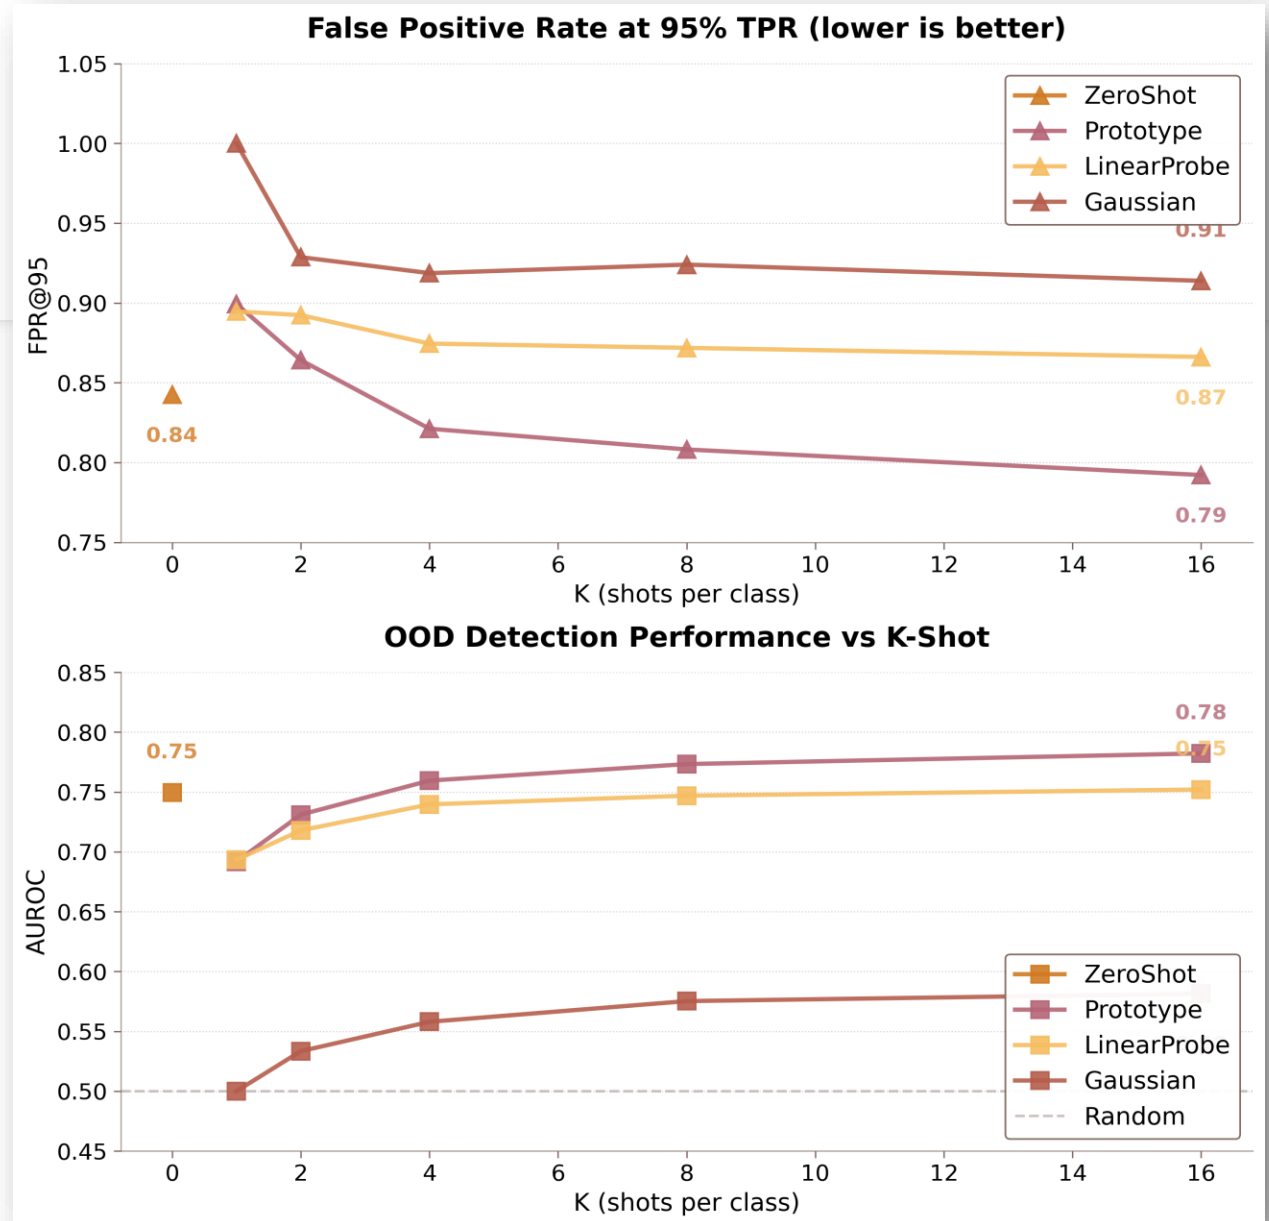 False Positive Rate at 95% TPR (lower is better)
1.05
1.00
0.95
0.90
0.85
0.80
0.75
FPR@95
ZeroShot
Prototype
LinearProbe
Gaussian
0.91
0.84
0.87
0.79
0 2 4 6 8 10 12 14 16
K (shots per class)
OOD Detection Performance vs K-Shot
0.85
0.80
0.75
0.70
0.65
0.60
0.55
0.50
0.45
AUROC
0.75
0.78
0.75
ZeroShot
Prototype
LinearProbe
Gaussian
Random
0 2 4 6 8 10 12 14 16
K (shots per class)